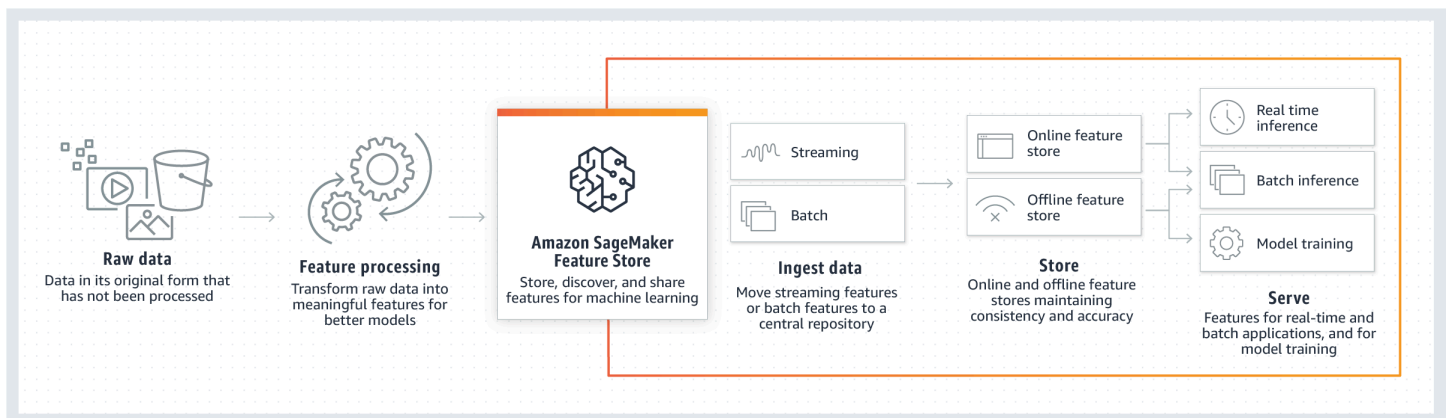 Raw data
Data in its original form that
has not been processed
Feature processing
Transform raw data into
meaningful features for
better models
Amazon SageMaker
Feature Store
Store, discover, and share
features for machine learning
Streaming
Batch
Ingest data
Move streaming features
or batch features to a
central repository
Online feature
store
Offline feature
store
Store
Online and offline feature
stores maintaining
consistency and accuracy
Real time
inference
Batch inference
Model training
Serve
Features for real-time and
batch applications, and for
model training